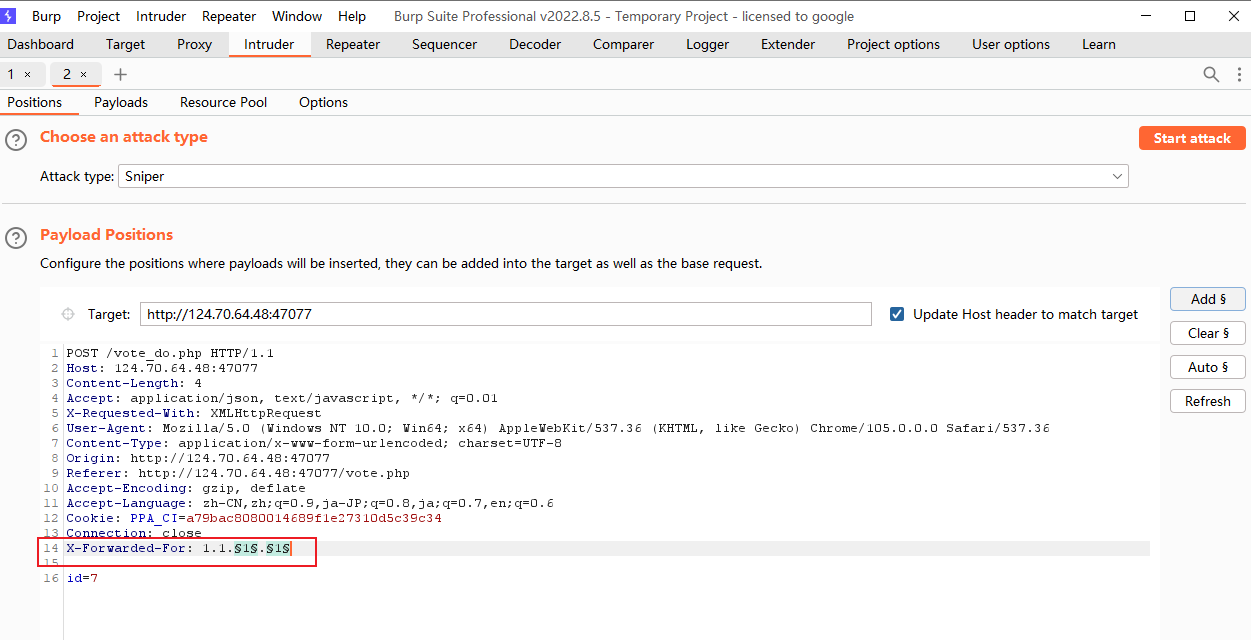 Burp Project Intruder Repeater Window Help Burp Suite Professional v2022.8.5 - Temporary Project - licensed to google
Dashboard Target Proxy Intruder Repeater Sequencer Decoder Comparer Logger Extender Project options User options Learn
1 × 2 × +
Positions Payloads Resource Pool Options
? Choose an attack type Start attack
Attack type: Sniper
? Payload Positions
Configure the positions where payloads will be inserted, they can be added into the target as well as the base request.
Target: http://124.70.64.48:47077 Update Host header to match target
Add §
Clear §
Auto §
Refresh
1 POST /vote_do.php HTTP/1.1
2 Host: 124.70.64.48:47077
3 Content-Length: 4
4 Accept: application/json, text/javascript, */*; q=0.01
5 X-Requested-With: XMLHttpRequest
6 User-Agent: Mozilla/5.0 (Windows NT 10.0; Win64; x64) AppleWebKit/537.36 (KHTML, like Gecko) Chrome/105.0.0.0 Safari/537.36
7 Content-Type: application/x-www-form-urlencoded; charset=UTF-8
8 Origin: http://124.70.64.48:47077
9 Referer: http://124.70.64.48:47077/vote.php
10 Accept-Encoding: gzip, deflate
11 Accept-Language: zh-CN,zh;q=0.9,ja-JP;q=0.8,ja;q=0.7,en;q=0.6
12 Cookie: PPA_CI=a79bac8080014689f1e27310d5c39c34
13 Connection: close
14 X-Forwarded-For: 1.1.§1§.§1§
15
16 id=7